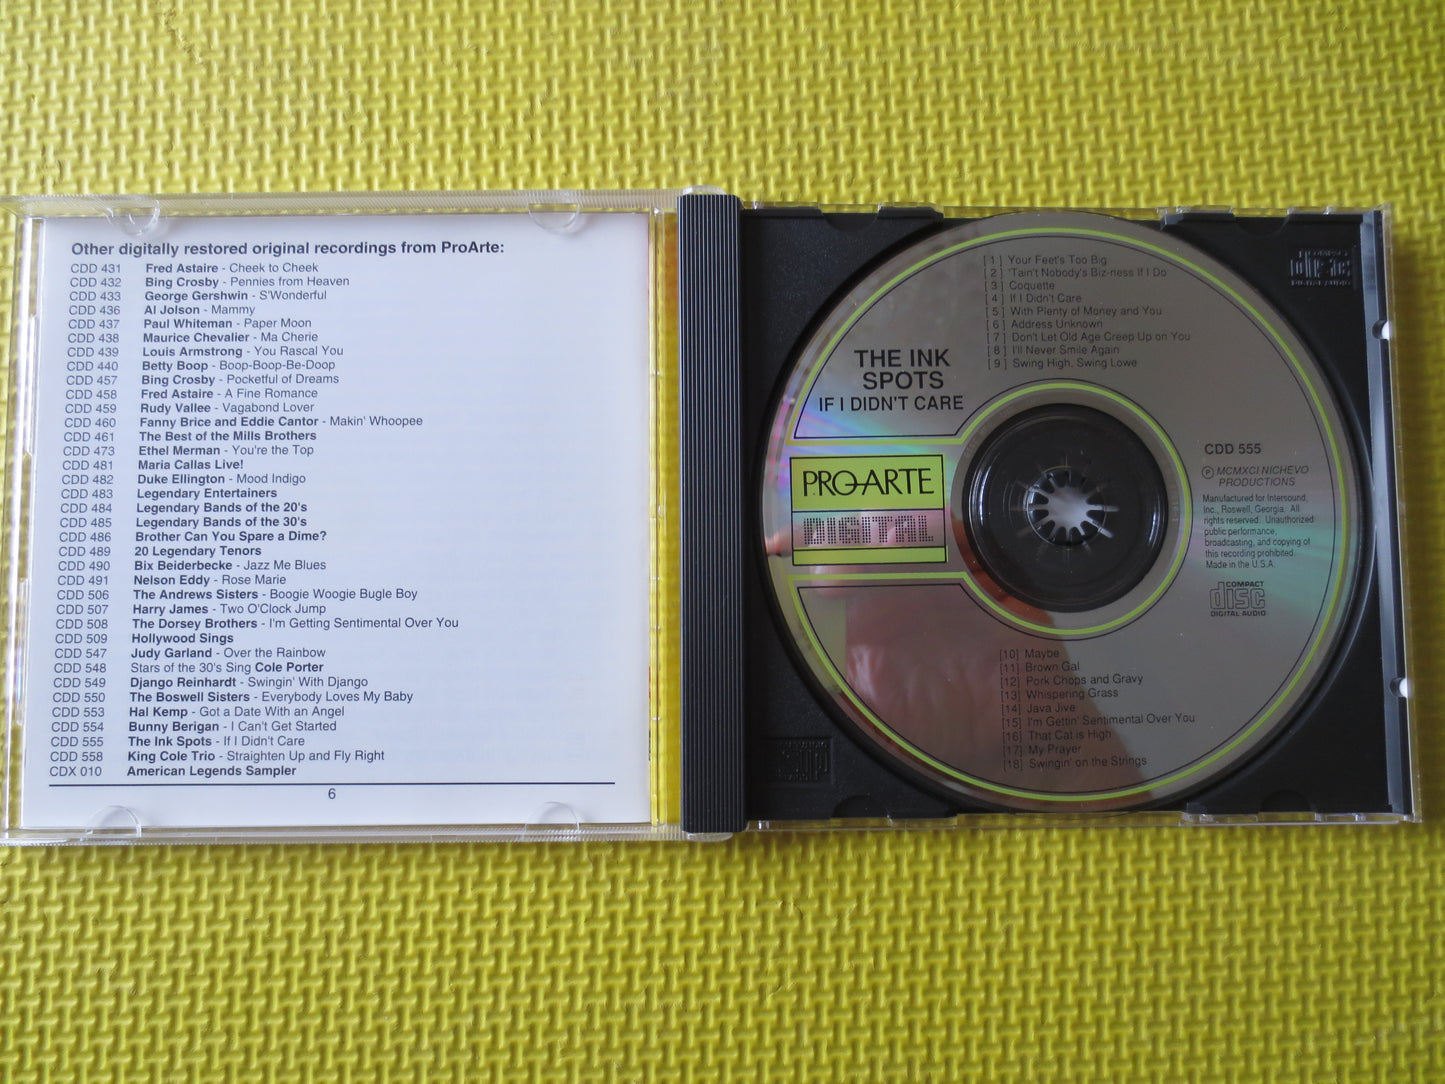 Other digitally restored original recordings from ProArte:
CDD 431 Fred Astaire - Cheek to Cheek
CDD 432 Bing Crosby - Pennies from Heaven
CDD 433 George Gershwin - S'Wonderful
CDD 436 Al Jolson - Mammy
CDD 437 Paul Whiteman - Paper Moon
CDD 438 Maurice Chevalier - Ma Cherie
CDD 439 Louis Armstrong - You Rascal You
CDD 440 Betty Boop - Boop-Boop-Be-Doop
CDD 457 Bing Crosby - Pocketful of Dreams
CDD 458 Fred Astaire - A Fine Romance
CDD 459 Rudy Vallee - Vagabond Lover
CDD 460 Fanny Brice and Eddie Cantor - Makin' Whoopee
CDD 461 The Best of the Mills Brothers
CDD 473 Ethel Merman - You're the Top
CDD 481 Maria Callas Live!
CDD 482 Duke Ellington - Mood Indigo
CDD 483 Legendary Entertainers
CDD 484 Legendary Bands of the 20's
CDD 485 Legendary Bands of the 30's
CDD 486 Brother Can You Spare a Dime?
CDD 489 20 Legendary Tenors
CDD 490 Bix Beiderbecke - Jazz Me Blues
CDD 491 Nelson Eddy - Rose Marie
CDD 506 The Andrews Sisters - Boogie Woogie Bugle Boy
CDD 507 Harry James - Two O'Clock Jump
CDD 508 The Dorsey Brothers - I'm Getting Sentimental Over You
CDD 509 Hollywood Sings
CDD 547 Judy Garland - Over the Rainbow
CDD 548 Stars of the 30's Sing Cole Porter
CDD 549 Django Reinhardt - Swingin' With Django
CDD 550 The Boswell Sisters - Everybody Loves My Baby
CDD 553 Hal Kemp - Got a Date With an Angel
CDD 554 Bunny Berigan - I Can't Get Started
CDD 555 The Ink Spots - If I Didn't Care
CDD 558 King Cole Trio - Straighten Up and Fly Right
CDX 010 American Legends Sampler
6
[1] Your Feet's Too Big
[2] 'Tain't Nobody's Biz-ness If I Do
[3] Coquette
[4] If I Didn't Care
[5] With Plenty of Money and You
[6] Address Unknown
[7] Don't Let Old Age Creep Up on You
[8] I'll Never Smile Again
[9] Swing High, Swing Lowe
THE INK
SPOTS
IF I DIDN'T CARE
PRO-ARTE
DIGITAL
CDD 555
℗ MCMXCI NICHEVO
PRODUCTIONS
Manufactured for Intersound,
Inc., Roswell, Georgia. All
rights reserved. Unauthorized
public performance,
broadcasting, and copying of
this recording prohibited.
Made in the U.S.A.
COMPACT
disc
DIGITAL AUDIO
[10] Maybe
[11] Brown Gal
[12] Pork Chops and Gravy
[13] Whispering Grass
[14] Java Jive
[15] I'm Gettin' Sentimental Over You
[16] That Cat is High
[17] My Prayer
[18] Swingin' on the Strings
COMPACT
disc
DIGITAL AUDIO